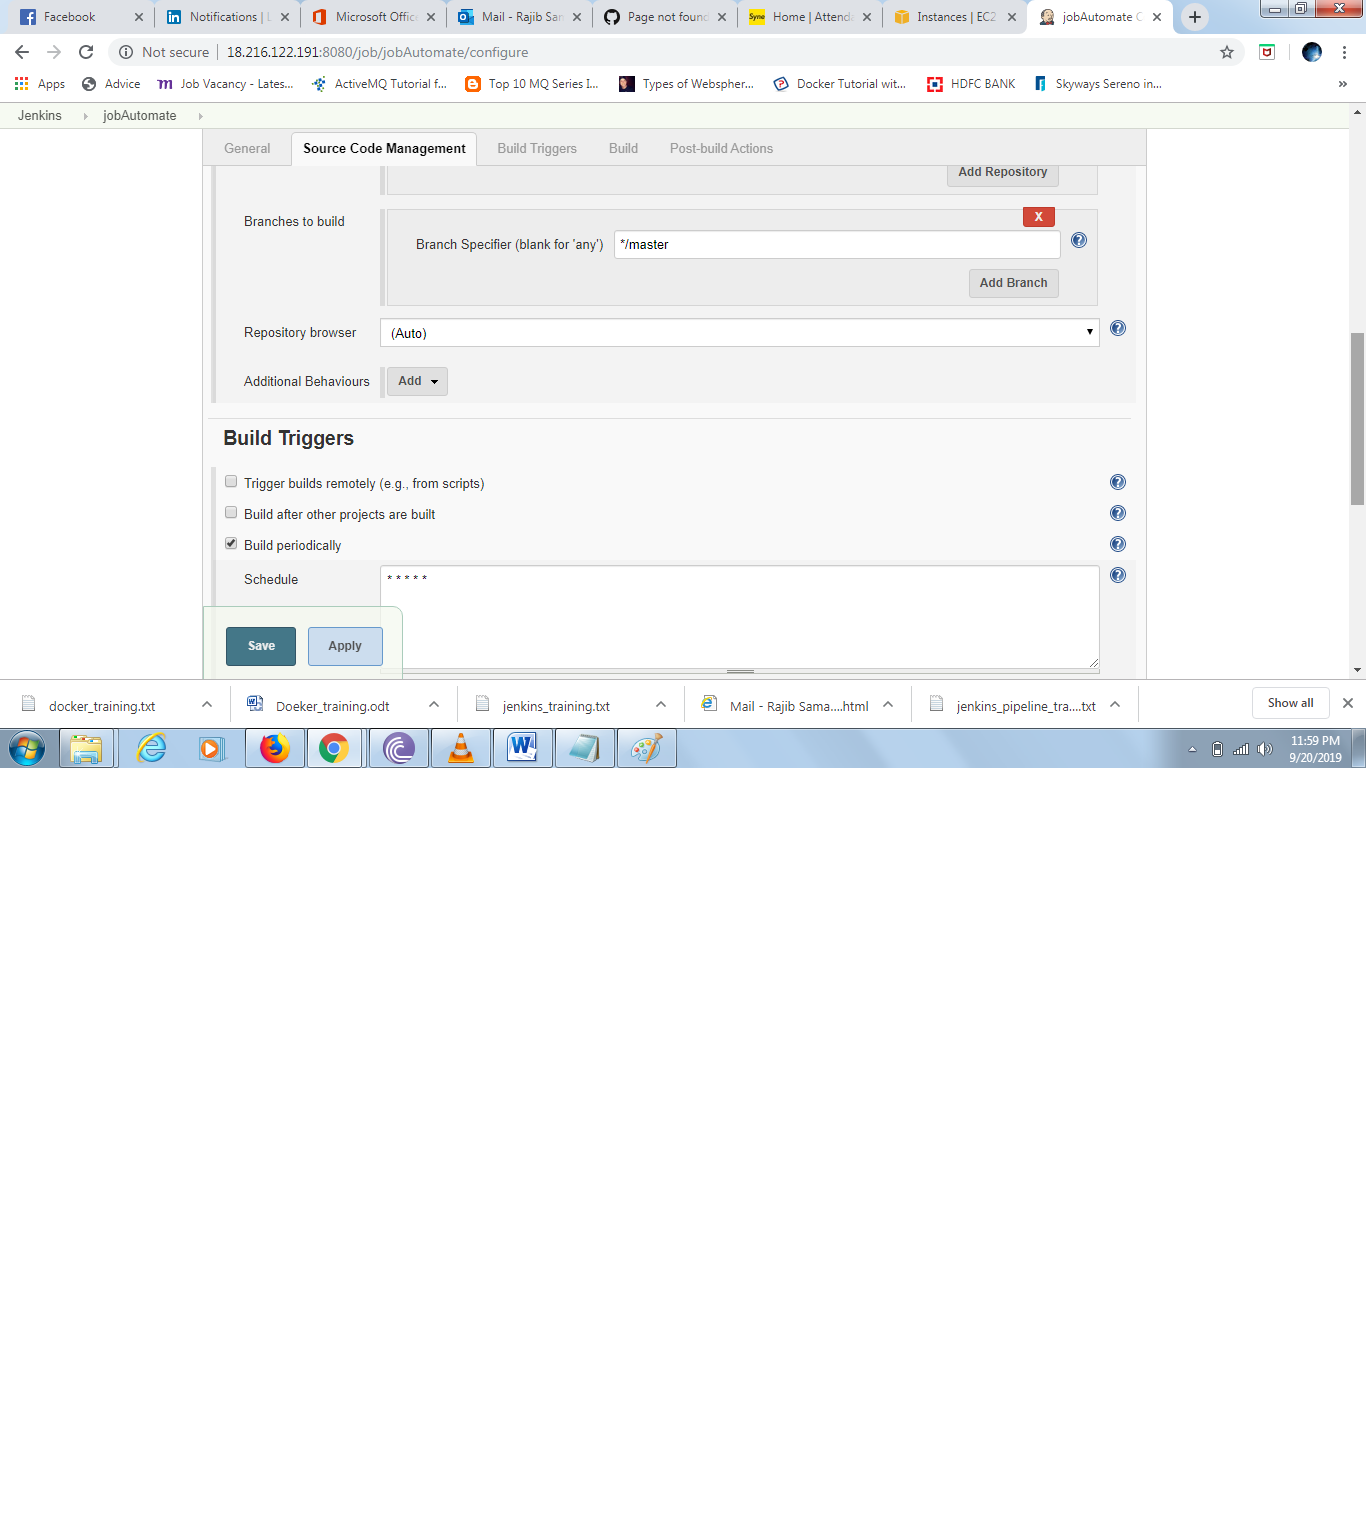 Facebook
Notifications | L
Microsoft Offic
Mail - Rajib Sam
Page not found
Syne Home | Attend
Instances | EC2
jobAutomate C
Not secure 18.216.122.191:8080/job/jobAutomate/configure
Apps
Advice
m Job Vacancy - Lates...
ActiveMQ Tutorial f...
Top 10 MQ Series I...
Types of Webspher...
Docker Tutorial wit...
HDFC BANK
Skyways Sereno in...
»
Jenkins
jobAutomate
General
Source Code Management
Build Triggers
Build
Post-build Actions
Add Repository
Branches to build
X
Branch Specifier (blank for 'any') */master
Add Branch
Repository browser (Auto)
Additional Behaviours Add
Build Triggers
Trigger builds remotely (e.g., from scripts)
Build after other projects are built
Build periodically
Schedule * * * * *
Save
Apply
docker_training.txt
Doeker_training.odt
jenkins_training.txt
Mail - Rajib Sama....html
jenkins_pipeline_tra....txt
Show all
11:59 PM
9/20/2019